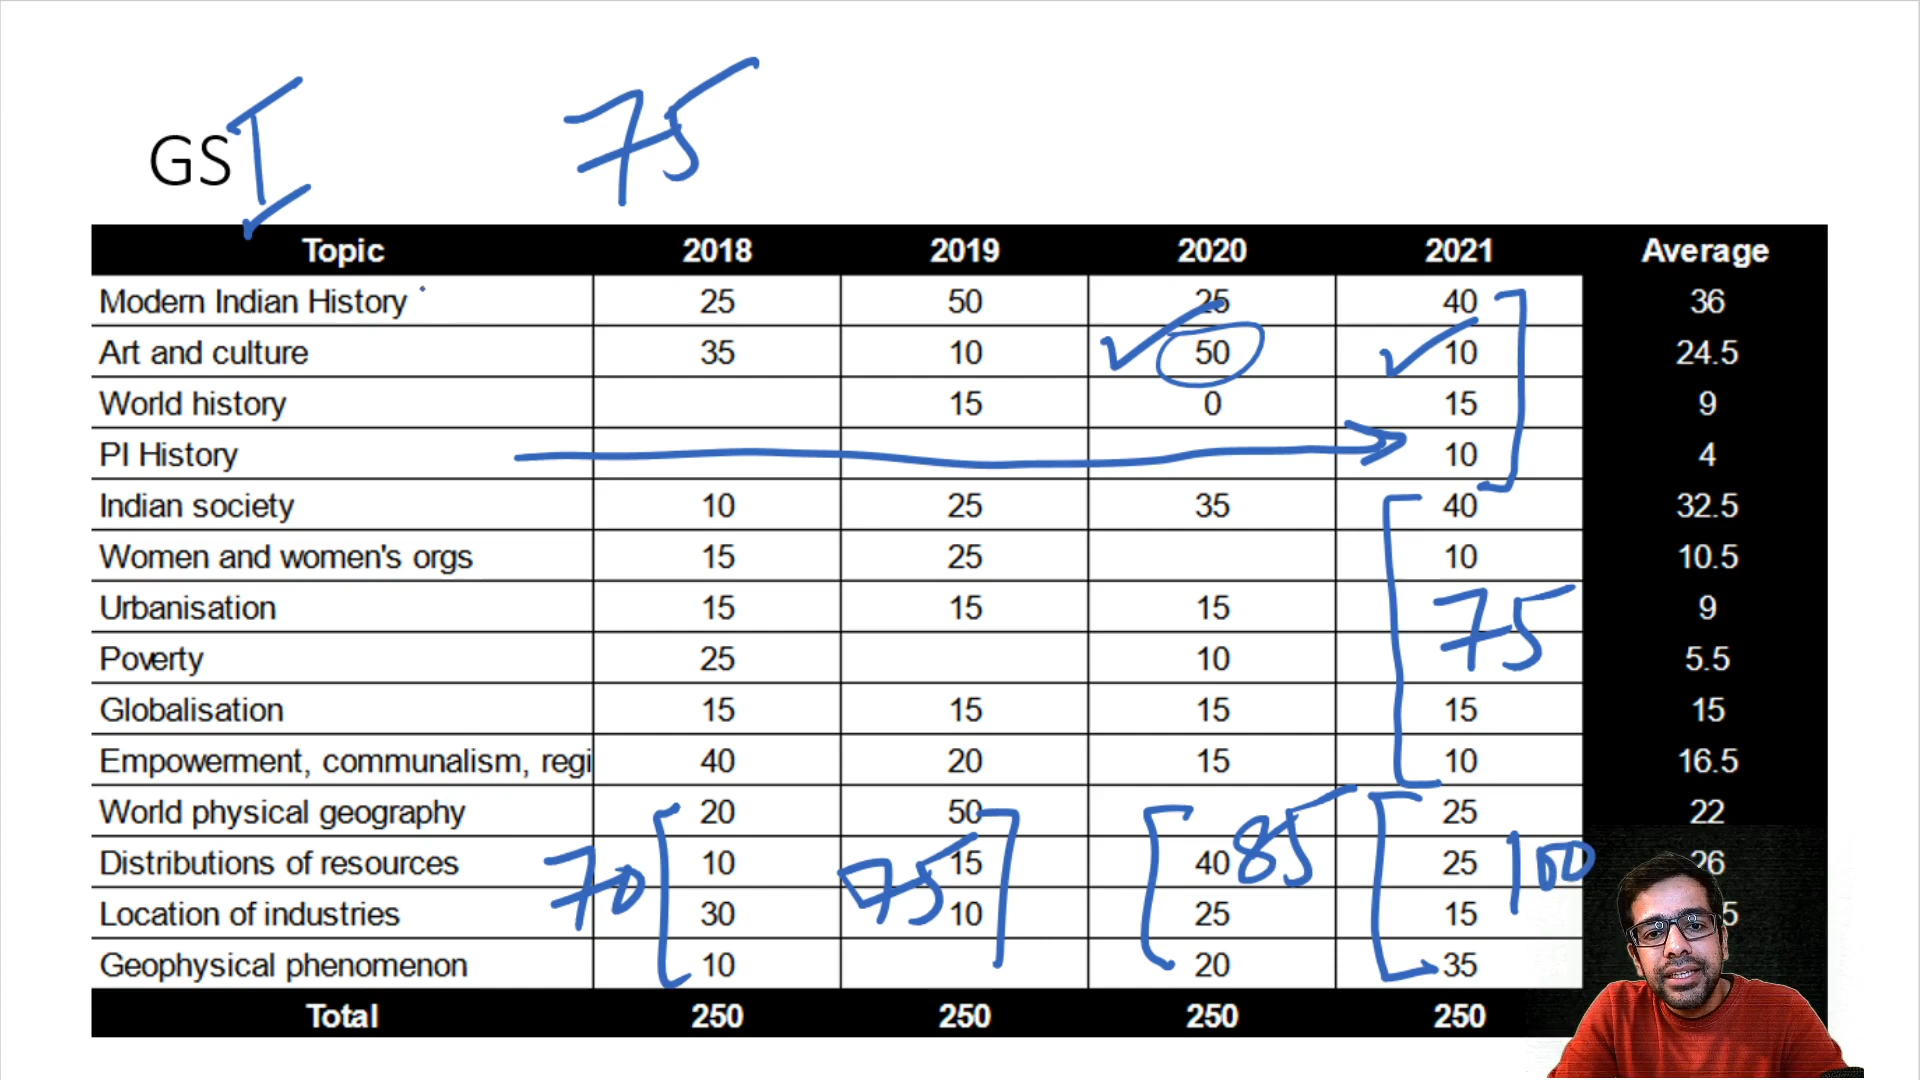 GS I 75
Topic 2018 2019 2020 2021 Average
Modern Indian History 25 50 25 40 36
Art and culture 35 10 50 10 24.5
World history 15 0 15 9
PI History 10 4
Indian society 10 25 35 40 32.5
Women and women's orgs 15 25 10 10.5
Urbanisation 15 15 15 9
75
Poverty 25 10 5.5
Globalisation 15 15 15 15 15
Empowerment, communalism, regi 40 20 15 10 16.5
World physical geography 20 50 25 22
Distributions of resources 10 15 40 85 25 100 26
70 75
Location of industries 30 10 25 15
Geophysical phenomenon 10 20 35
Total 250 250 250 250